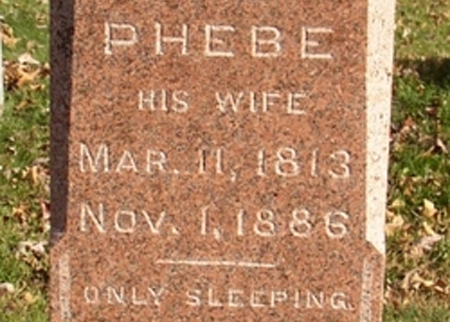 PHEBE
HIS WIFE
MAR. 11, 1813
NOV. 1, 1886
ONLY SLEEPING.